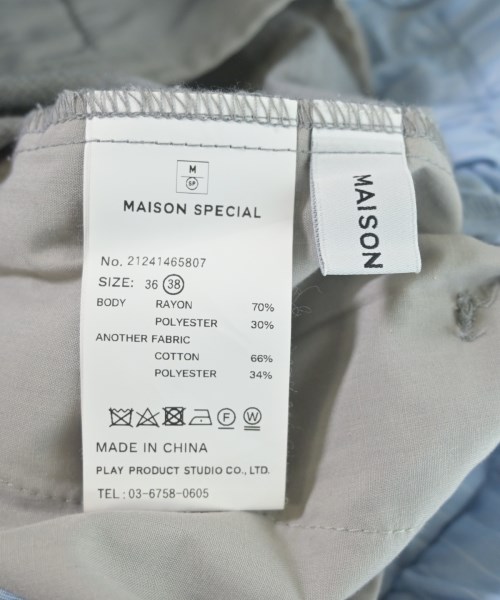 M
SP
MAISON SPECIAL
No. 21241465807
SIZE: 36 38
BODY RAYON 70%
POLYESTER 30%
ANOTHER FABRIC
COTTON 66%
POLYESTER 34%
F W
MADE IN CHINA
PLAY PRODUCT STUDIO CO., LTD.
TEL : 03-6758-0605
MAISON